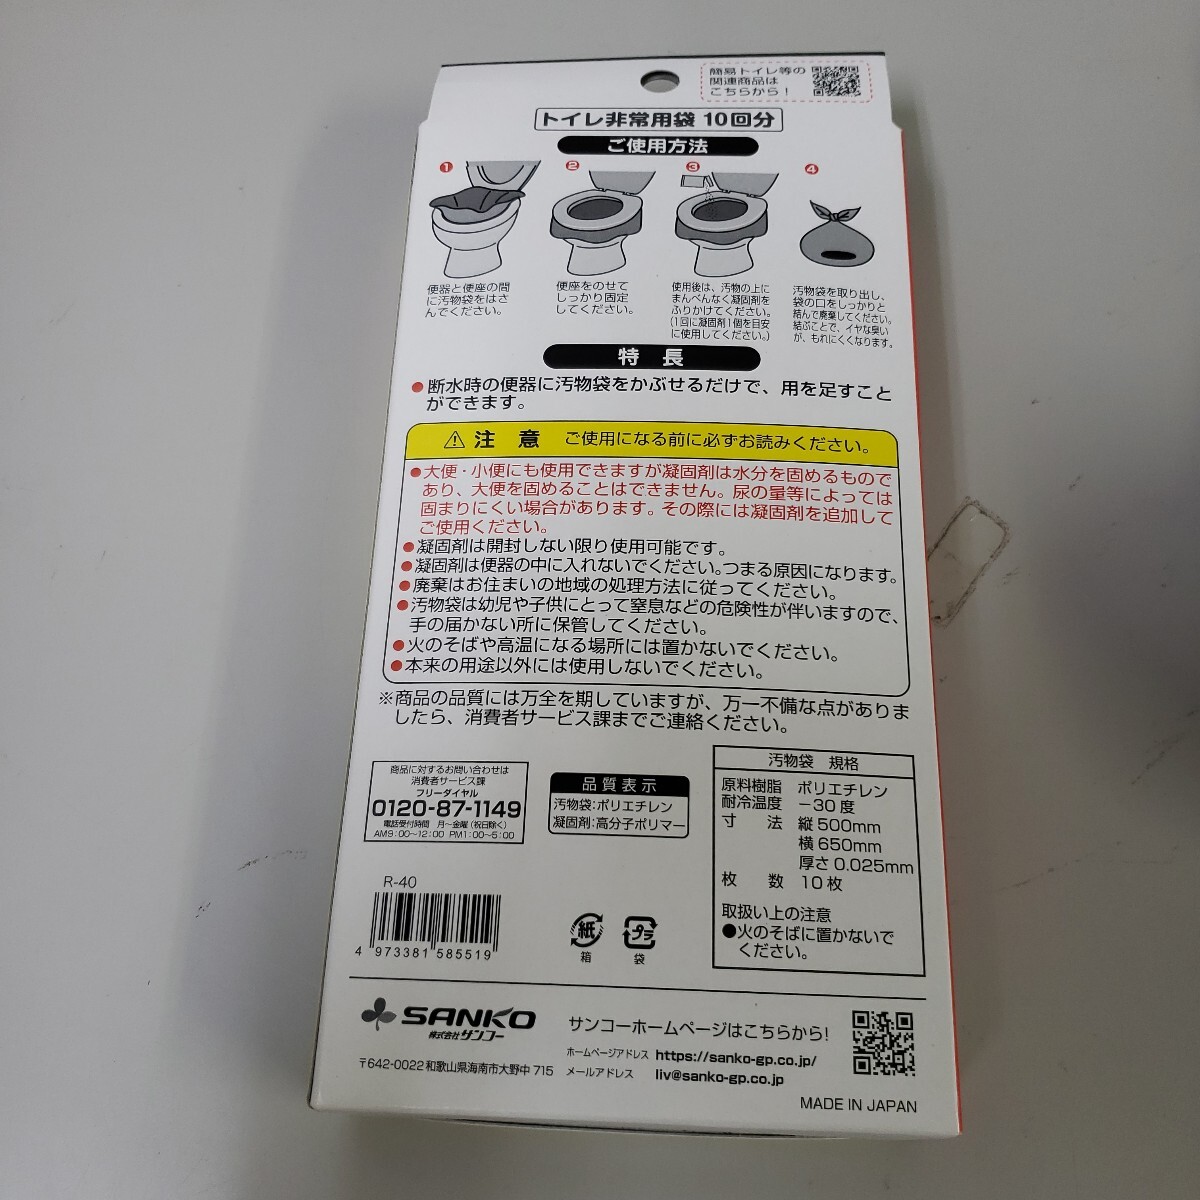 簡易トイレ等の
関連商品は
こちらから！
トイレ非常用袋 10回分
ご使用方法
1
便器と便座の間
に汚物袋をはさ
んでください。
2
便座をのせて
しっかり固定
してください。
3
使用後は、汚物の上に
まんべんなく凝固剤を
ふりかけてください。
(1回に凝固剤1個を目安
に使用してください。)
4
汚物袋を取り出し、
袋の口をしっかりと
結んで廃棄してください。
結ぶことで、イヤな臭い
が、もれにくくなります。
特 長
●断水時の便器に汚物袋をかぶせるだけで、用を足すこと
ができます。
⚠注 意 ご使用になる前に必ずお読みください。
●大便・小便にも使用できますが凝固剤は水分を固めるもので
あり、大便を固めることはできません。尿の量等によっては
固まりにくい場合があります。その際には凝固剤を追加して
ご使用ください。
●凝固剤は開封しない限り使用可能です。
●凝固剤は便器の中に入れないでください。つまる原因になります。
●廃棄はお住まいの地域の処理方法に従ってください。
●汚物袋は幼児や子供にとって窒息などの危険性が伴いますので、
手の届かない所に保管してください。
●火のそばや高温になる場所には置かないでください。
●本来の用途以外には使用しないでください。
※商品の品質には万全を期していますが、万一不備な点がありま
したら、消費者サービス課までご連絡ください。
商品に対するお問い合わせは
消費者サービス課
フリーダイヤル
0120-87-1149
電話受付時間 月～金曜(祝日除く)
AM9:00～12:00 PM1:00～5:00
品質表示
汚物袋:ポリエチレン
凝固剤:高分子ポリマー
汚物袋 規格
原料樹脂 ポリエチレン
耐冷温度 －30度
寸 法 縦500mm
横650mm
厚さ0.025mm
枚 数 10枚
取扱い上の注意
●火のそばに置かないで
ください。
R-40
4 973381 585519
紙
箱
プラ
袋
SANKO
株式会社サンコー
〒642-0022 和歌山県海南市大野中 715
サンコーホームページはこちらから!
ホームページアドレス https://sanko-gp.co.jp/
メールアドレス liv@sanko-gp.co.jp
MADE IN JAPAN